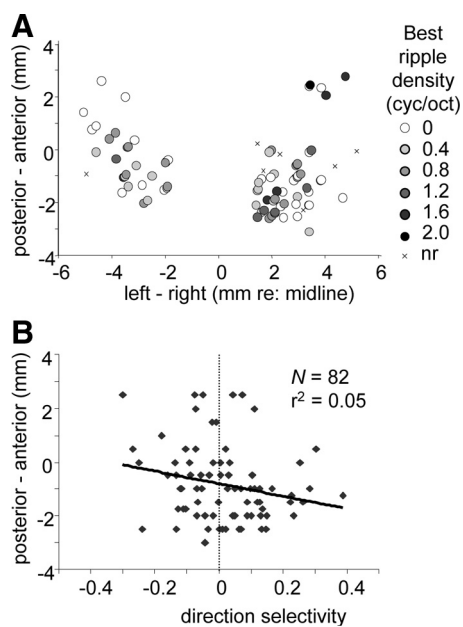 A
Best
ripple
density
(cyc/oct)
0
0.4
0.8
1.2
1.6
2.0
nr
posterior - anterior (mm)
4
2
0
-2
-4
-6 -4 -2 0 2 4 6
left - right (mm re: midline)
B
posterior - anterior (mm)
4
2
0
-2
-4
N = 82
r² = 0.05
-0.4 -0.2 0 0.2 0.4
direction selectivity